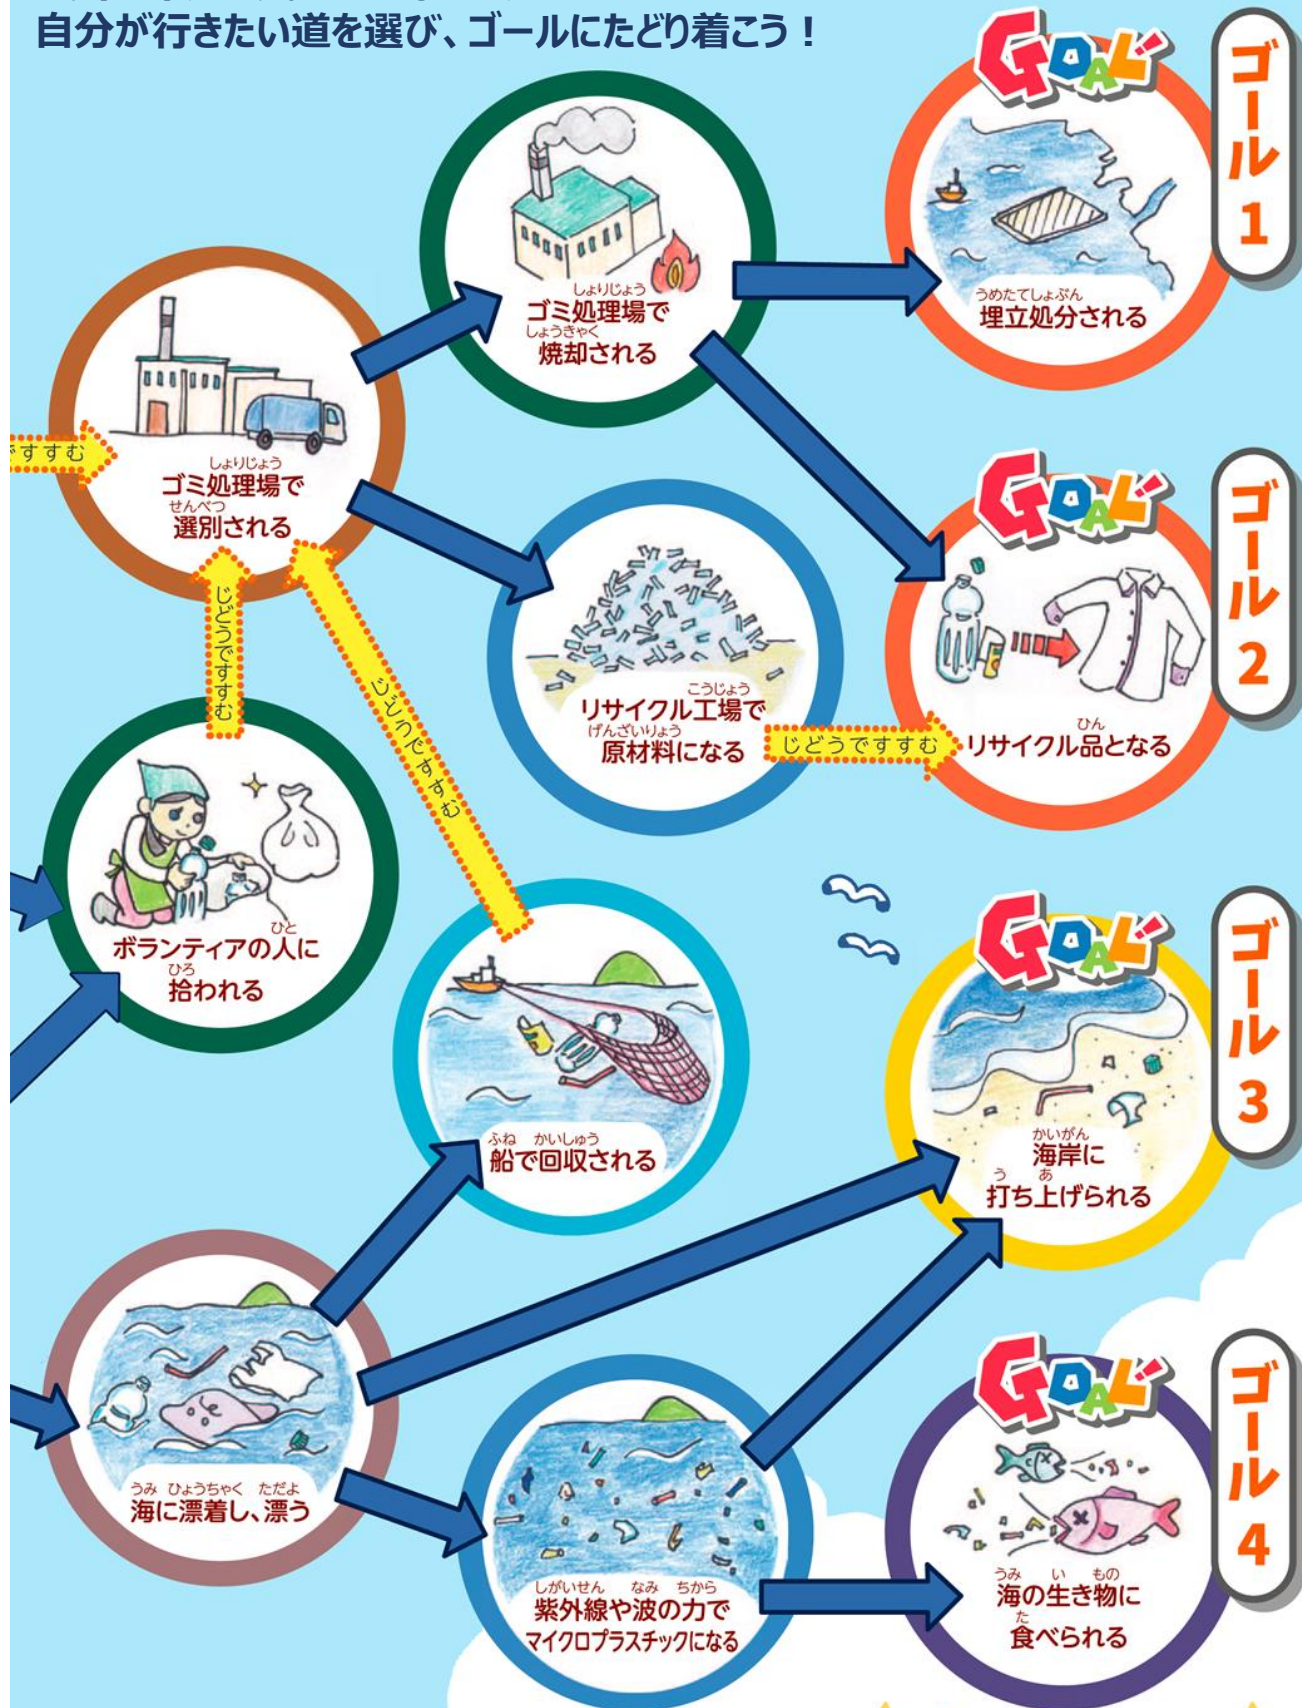 自分が行きたい道を選び、ゴールにたどり着こう！
GOAL!
ゴール1
しょりじょう
ゴミ処理場で
しょうきゃく
焼却される
うめたてしょぶん
埋立処分される
ですすむ
しょりじょう
ゴミ処理場で
せんべつ
選別される
GOAL!
ゴール2
じどうですすむ
じどうですすむ
こうじょう
リサイクル工場で
げんざいりょう
原材料になる
じどうですすむ
ひん
リサイクル品となる
ひと
ボランティアの人に
ひろ
拾われる
GOAL!
ゴール3
ふね かいしゅう
船で回収される
かいがん
海岸に
う あ
打ち上げられる
うみ ひょうちゃく ただよ
海に漂着し、漂う
GOAL!
ゴール4
しがいせん なみ ちから
紫外線や波の力で
マイクロプラスチックになる
うみ い もの
海の生き物に
た
食べられる